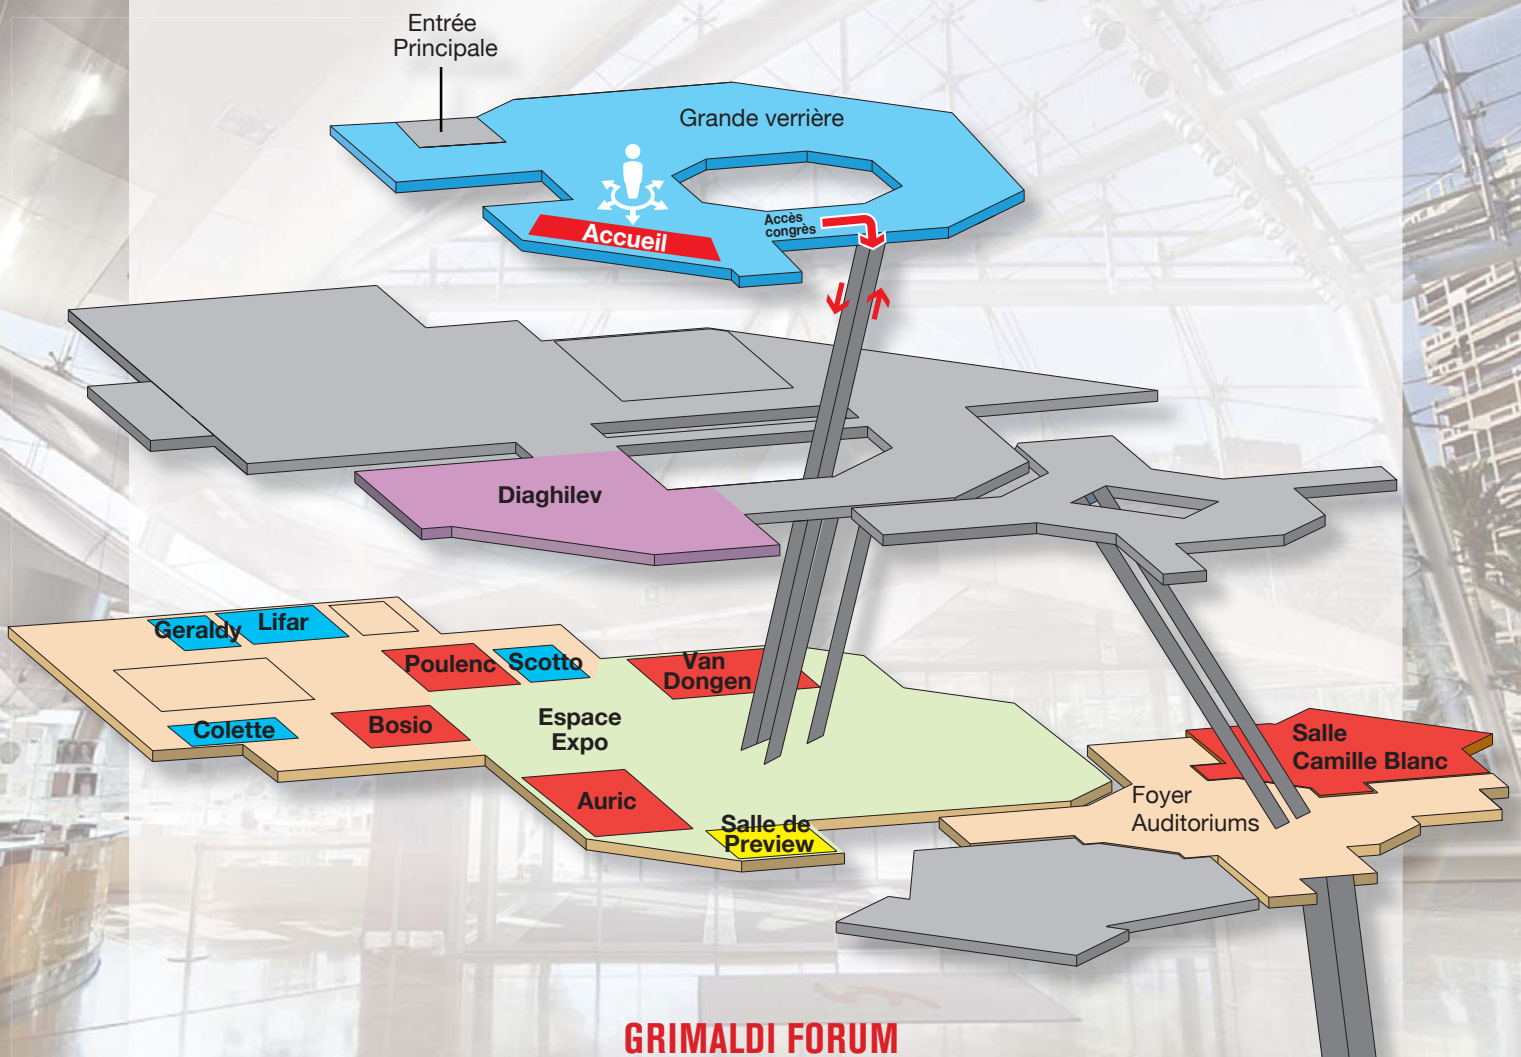 Entrée
Principale
Grande verrière
Accueil
Accès
congrès
Diaghilev
Geraldy
Lifar
Poulenc
Scotto
Van
Dongen
Colette
Bosio
Espace
Expo
Auric
Salle de
Preview
Salle
Camille Blanc
Foyer
Auditoriums
GRIMALDI FORUM